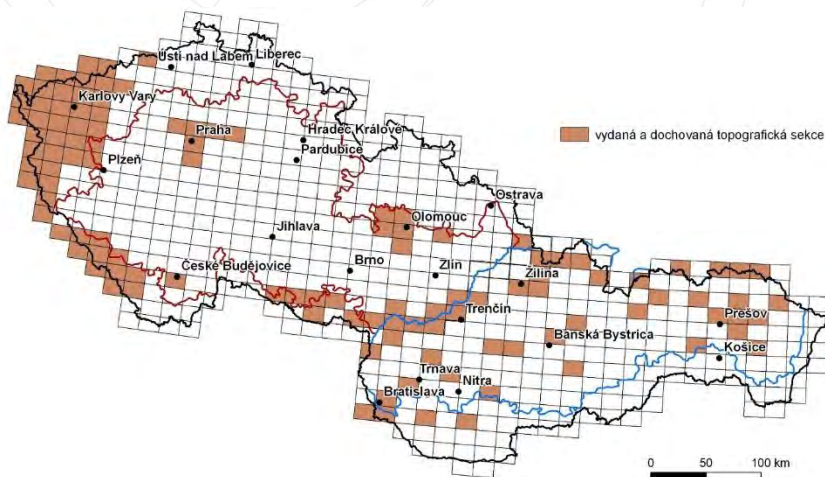 Ústí nad Labem
Liberec
Karlovy Vary
vydaná a dochovaná topografická sekce
Praha
Hradec Králové
Pardubice
Plzeň
Ostrava
Olomouc
Jihlava
České Budějovice
Brno
Zlín
Žilina
Trenčín
Prešov
Banská Bystrica
Košice
Trnava
Nitra
Bratislava
0 50 100 km